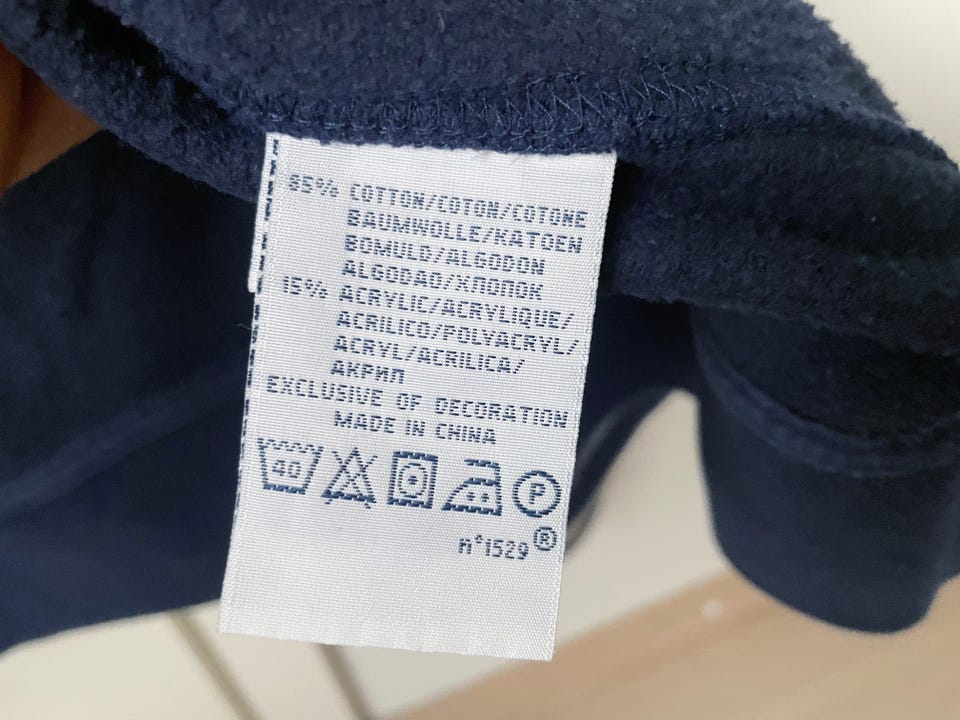 85% COTTON/COTON/COTONE
BAUMWOLLE/KATOEN
BOMULD/ALGODON
ALGODAO/ХЛОПОК
15% ACRYLIC/ACRYLIQUE/
ACRILICO/POLYACRYL/
ACRYL/ACRILICA/
АКРИЛ
EXCLUSIVE OF DECORATION
MADE IN CHINA
40 P
n°1529®